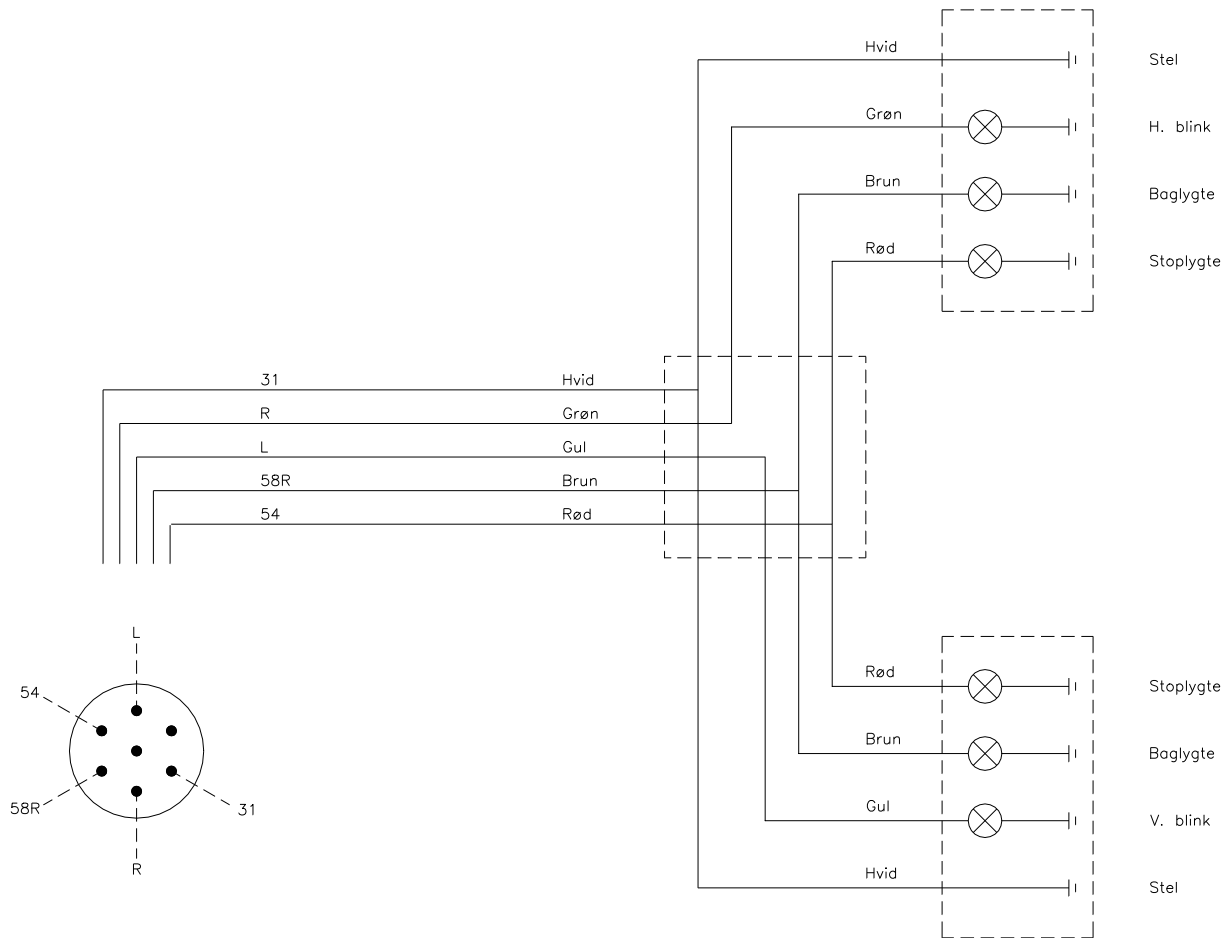 Hvid Stel
Grøn H. blink
Brun Baglygte
Rød Stoplygte
31 Hvid
R Grøn
L Gul
58R Brun
54 Rød
L
54
58R
31
R
Rød Stoplygte
Brun Baglygte
Gul V. blink
Hvid Stel